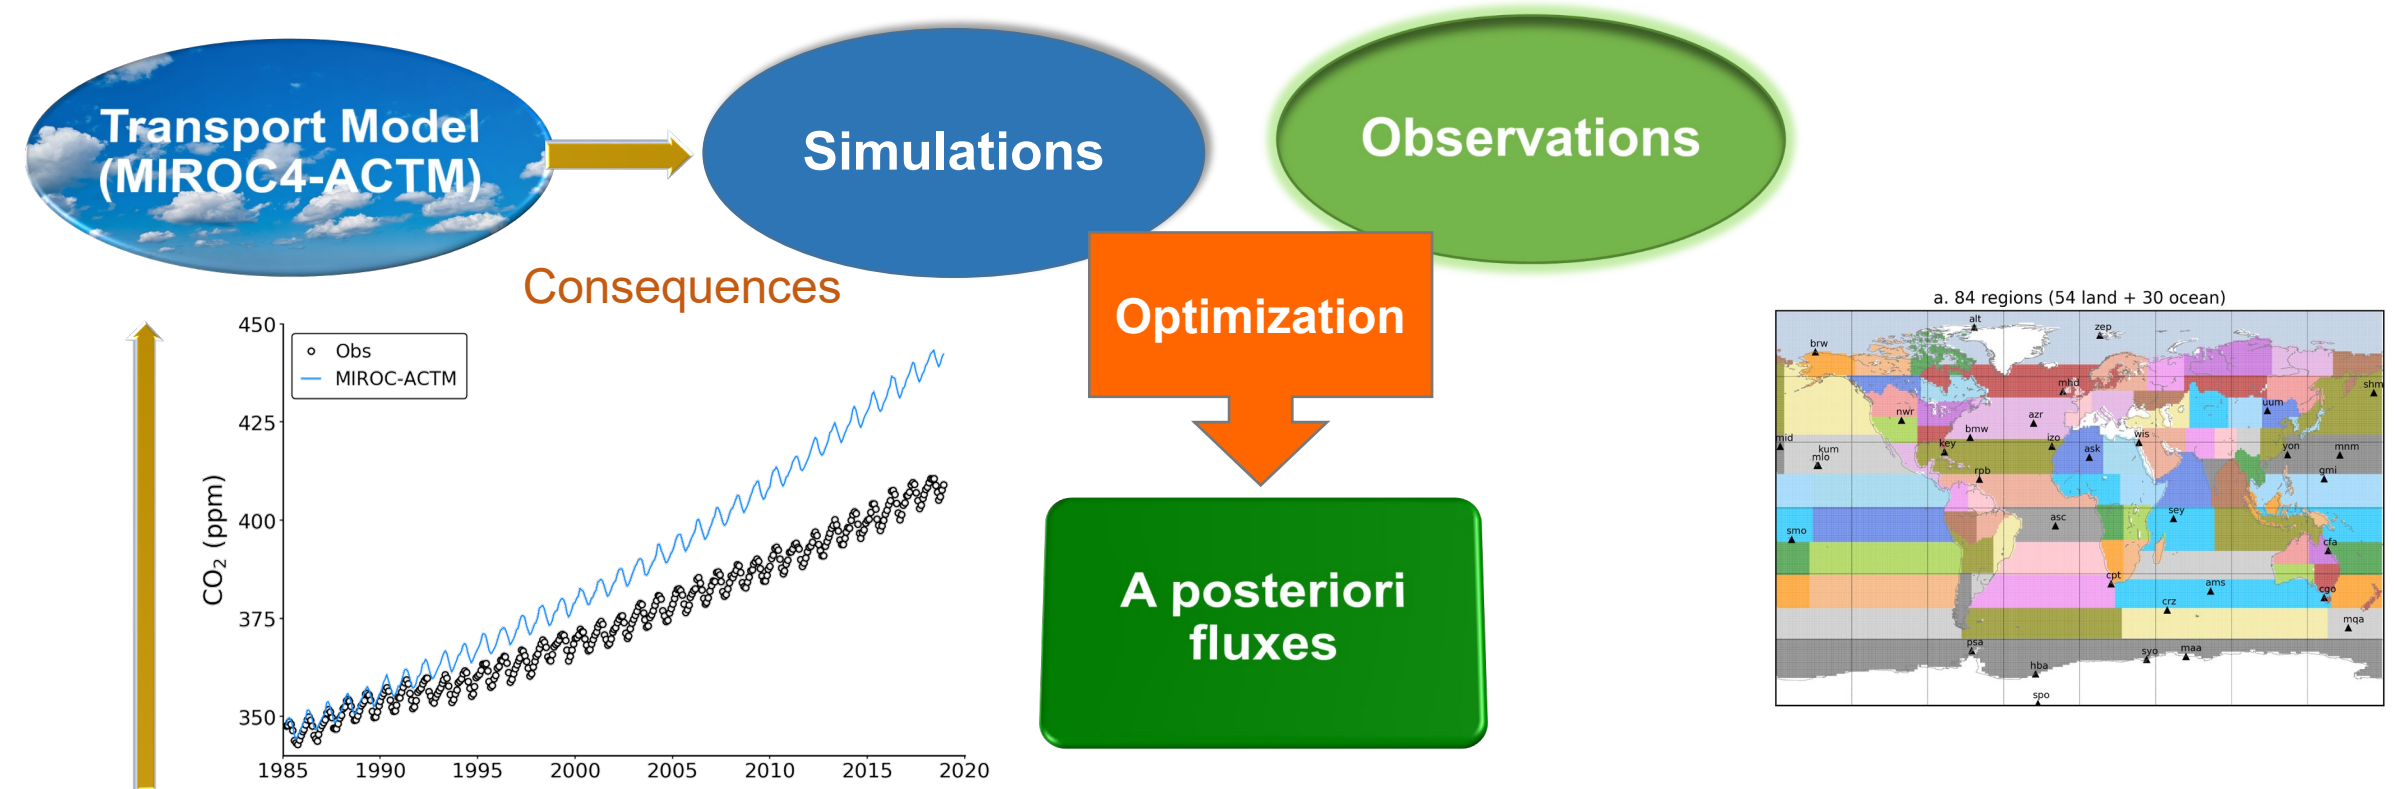 Transport Model
(MIROC4-ACTM)
Simulations
Observations
Consequences
Optimization
A posteriori
fluxes
450
425
400
375
350
CO₂ (ppm)
Obs
MIROC-ACTM
1985 1990 1995 2000 2005 2010 2015 2020
a. 84 regions (54 land + 30 ocean)
alt
zep
brw
mhd
shm
nwr
azr
uum
bmw
wis
mid
kum
mlo
key
izo
ask
yon
mnm
rpb
gmi
smo
asc
sey
cfa
cpt
ams
cgo
crz
mqa
psa
syo
maa
hba
spo